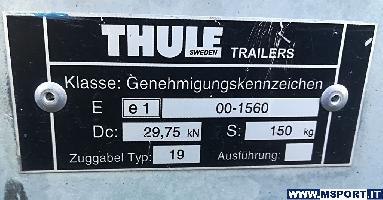 THULE
SWEDEN TRAILERS
Klasse: Genehmigungskennzeichen
E e 1 00-1560
Dc: 29,75 kN S: 150 kg
Zuggabel Typ: 19 Ausführung:
WWW.MSPORT.IT